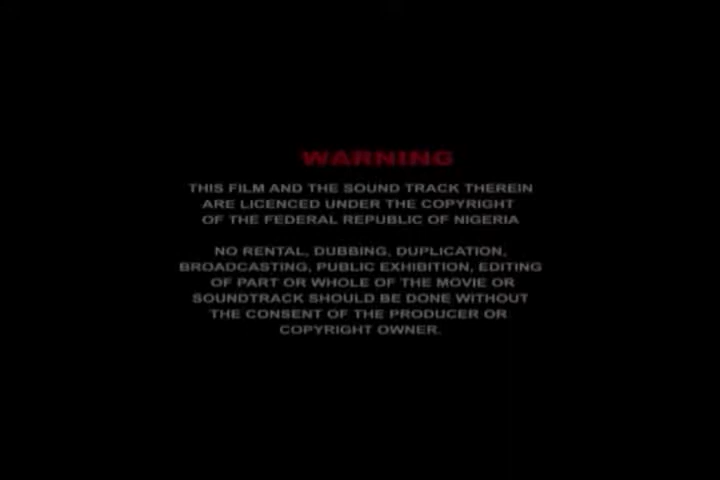 WARNING
THIS FILM AND THE SOUND TRACK THEREIN
ARE LICENCED UNDER THE COPYRIGHT
OF THE FEDERAL REPUBLIC OF NIGERIA
NO RENTAL, DUBBING, DUPLICATION,
BROADCASTING, PUBLIC EXHIBITION, EDITING
OF PART OR WHOLE OF THE MOVIE OR
SOUNDTRACK SHOULD BE DONE WITHOUT
THE CONSENT OF THE PRODUCER OR
COPYRIGHT OWNER.